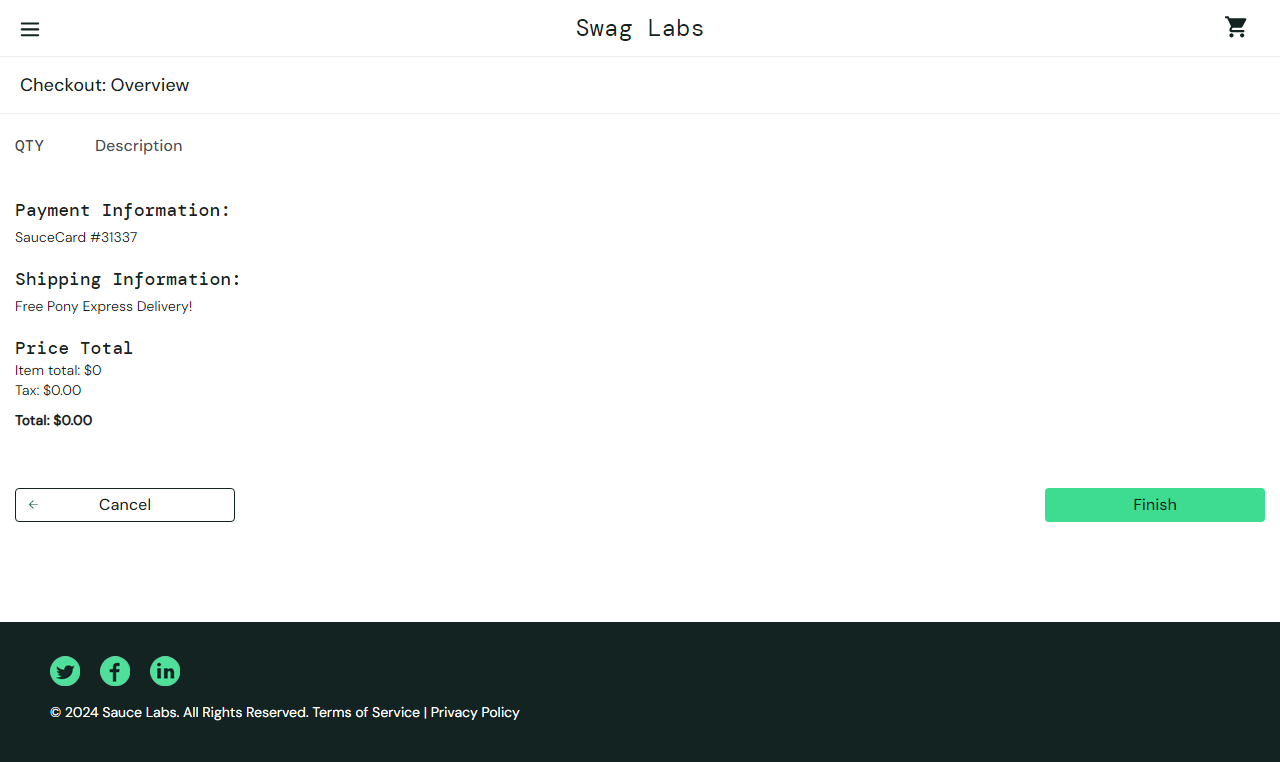 Swag Labs
Checkout: Overview
QTY Description
Payment Information:
SauceCard #31337
Shipping Information:
Free Pony Express Delivery!
Price Total
Item total: $0
Tax: $0.00
Total: $0.00
Cancel Finish
© 2024 Sauce Labs. All Rights Reserved. Terms of Service | Privacy Policy